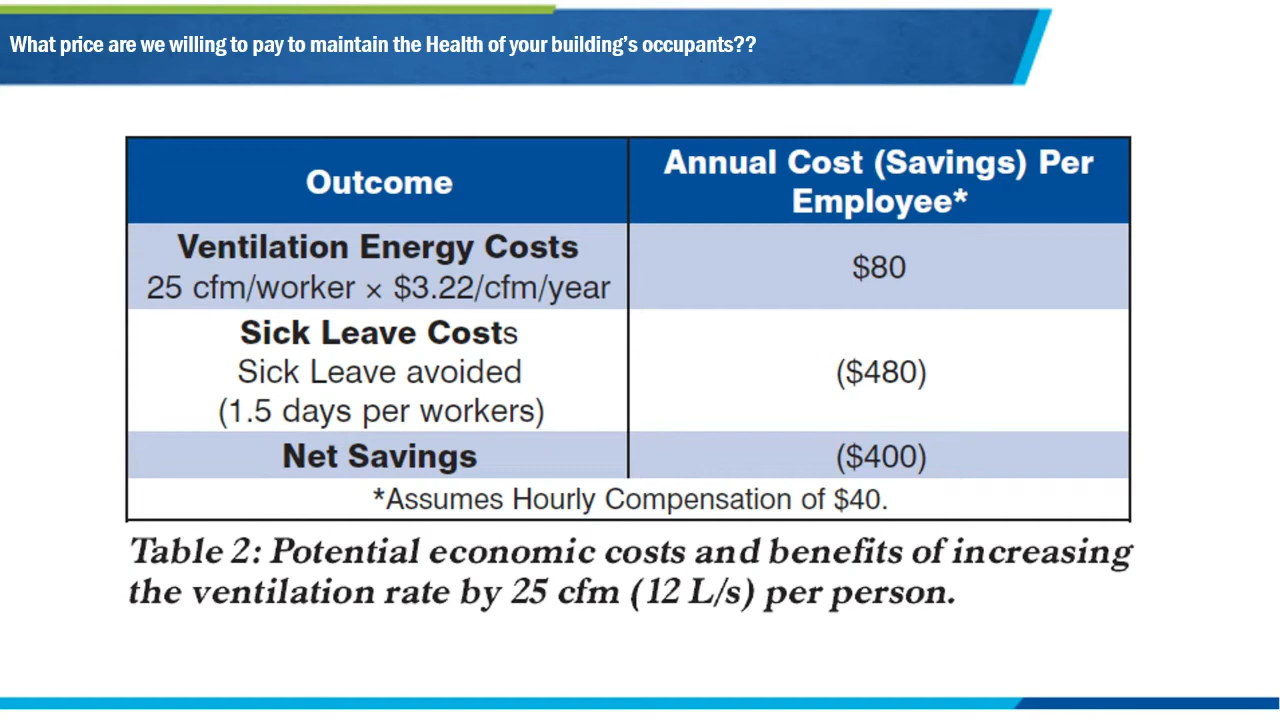 What price are we willing to pay to maintain the Health of your building's occupants??
Outcome
Annual Cost (Savings) Per
Employee*
Ventilation Energy Costs
25 cfm/worker × $3.22/cfm/year
$80
Sick Leave Costs
Sick Leave avoided
(1.5 days per workers)
($480)
Net Savings
($400)
*Assumes Hourly Compensation of $40.
Table 2: Potential economic costs and benefits of increasing
the ventilation rate by 25 cfm (12 L/s) per person.